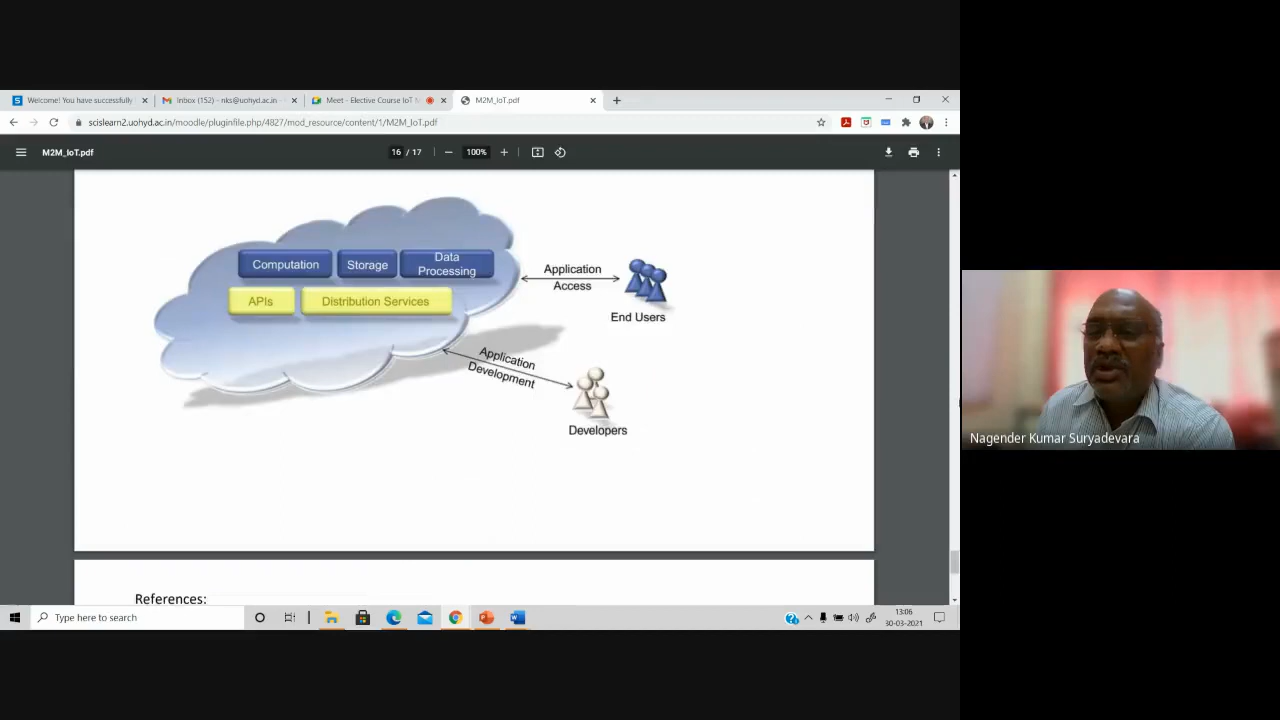 Welcome! You have successfully
Inbox (152) - nks@uohyd.ac.in -
Meet - Elective Course IoT M
M2M_IoT.pdf
scislearn2.uohyd.ac.in/moodle/pluginfile.php/4827/mod_resource/content/1/M2M_IoT.pdf
M2M_IoT.pdf
16 / 17
100%
Computation
Storage
Data
Processing
APIs
Distribution Services
Application
Access
End Users
Application
Development
Developers
References:
Nagender Kumar Suryadevara
Type here to search
13:06
30-03-2021